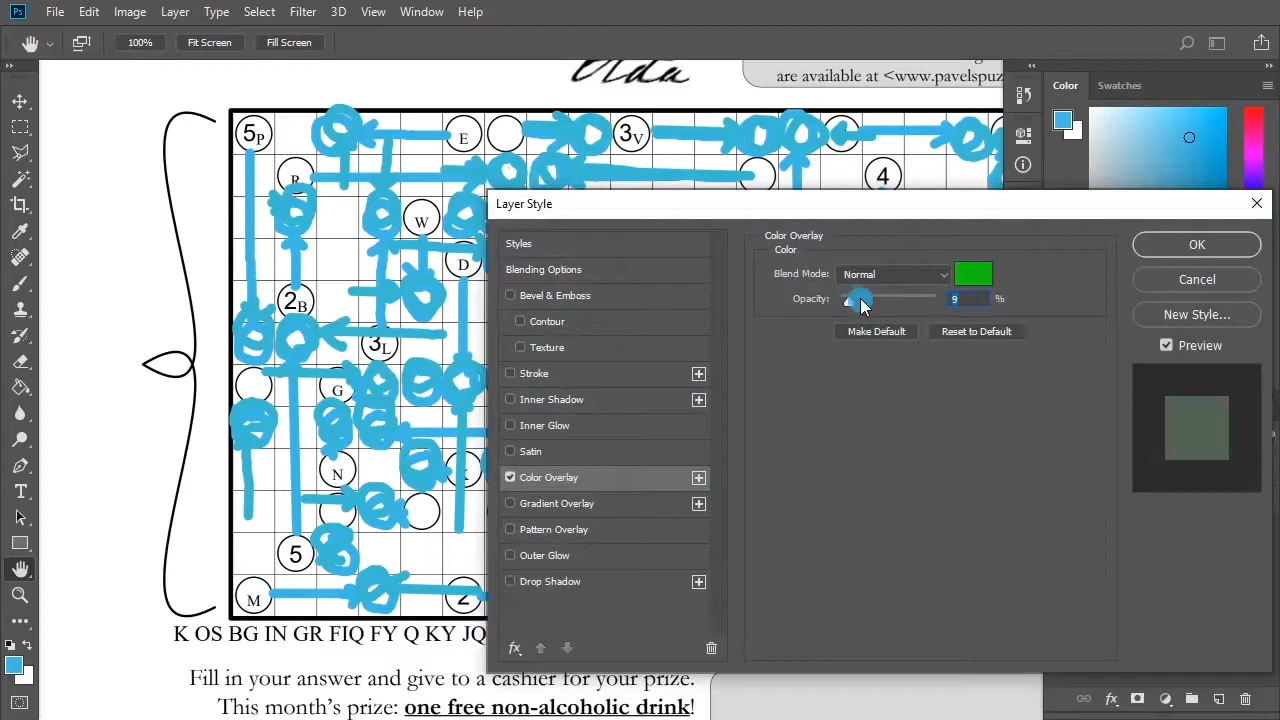 Ps File Edit Image Layer Type Select Filter 3D View Window Help
100% Fit Screen Fill Screen
are available at <www.pavelspuz
Color Swatches
5P E 3V
R 4
W
D
2B
3L
G
N
5
M 2
K OS BG IN GR FIQ FY Q KY JQ
Fill in your answer and give to a cashier for your prize.
This month's prize: one free non-alcoholic drink!
Layer Style
Styles
Blending Options
Bevel & Emboss
Contour
Texture
Stroke
Inner Shadow
Inner Glow
Satin
Color Overlay
Gradient Overlay
Pattern Overlay
Outer Glow
Drop Shadow
fx
Color Overlay
Color
Blend Mode: Normal
Opacity: 9 %
Make Default Reset to Default
OK
Cancel
New Style...
Preview